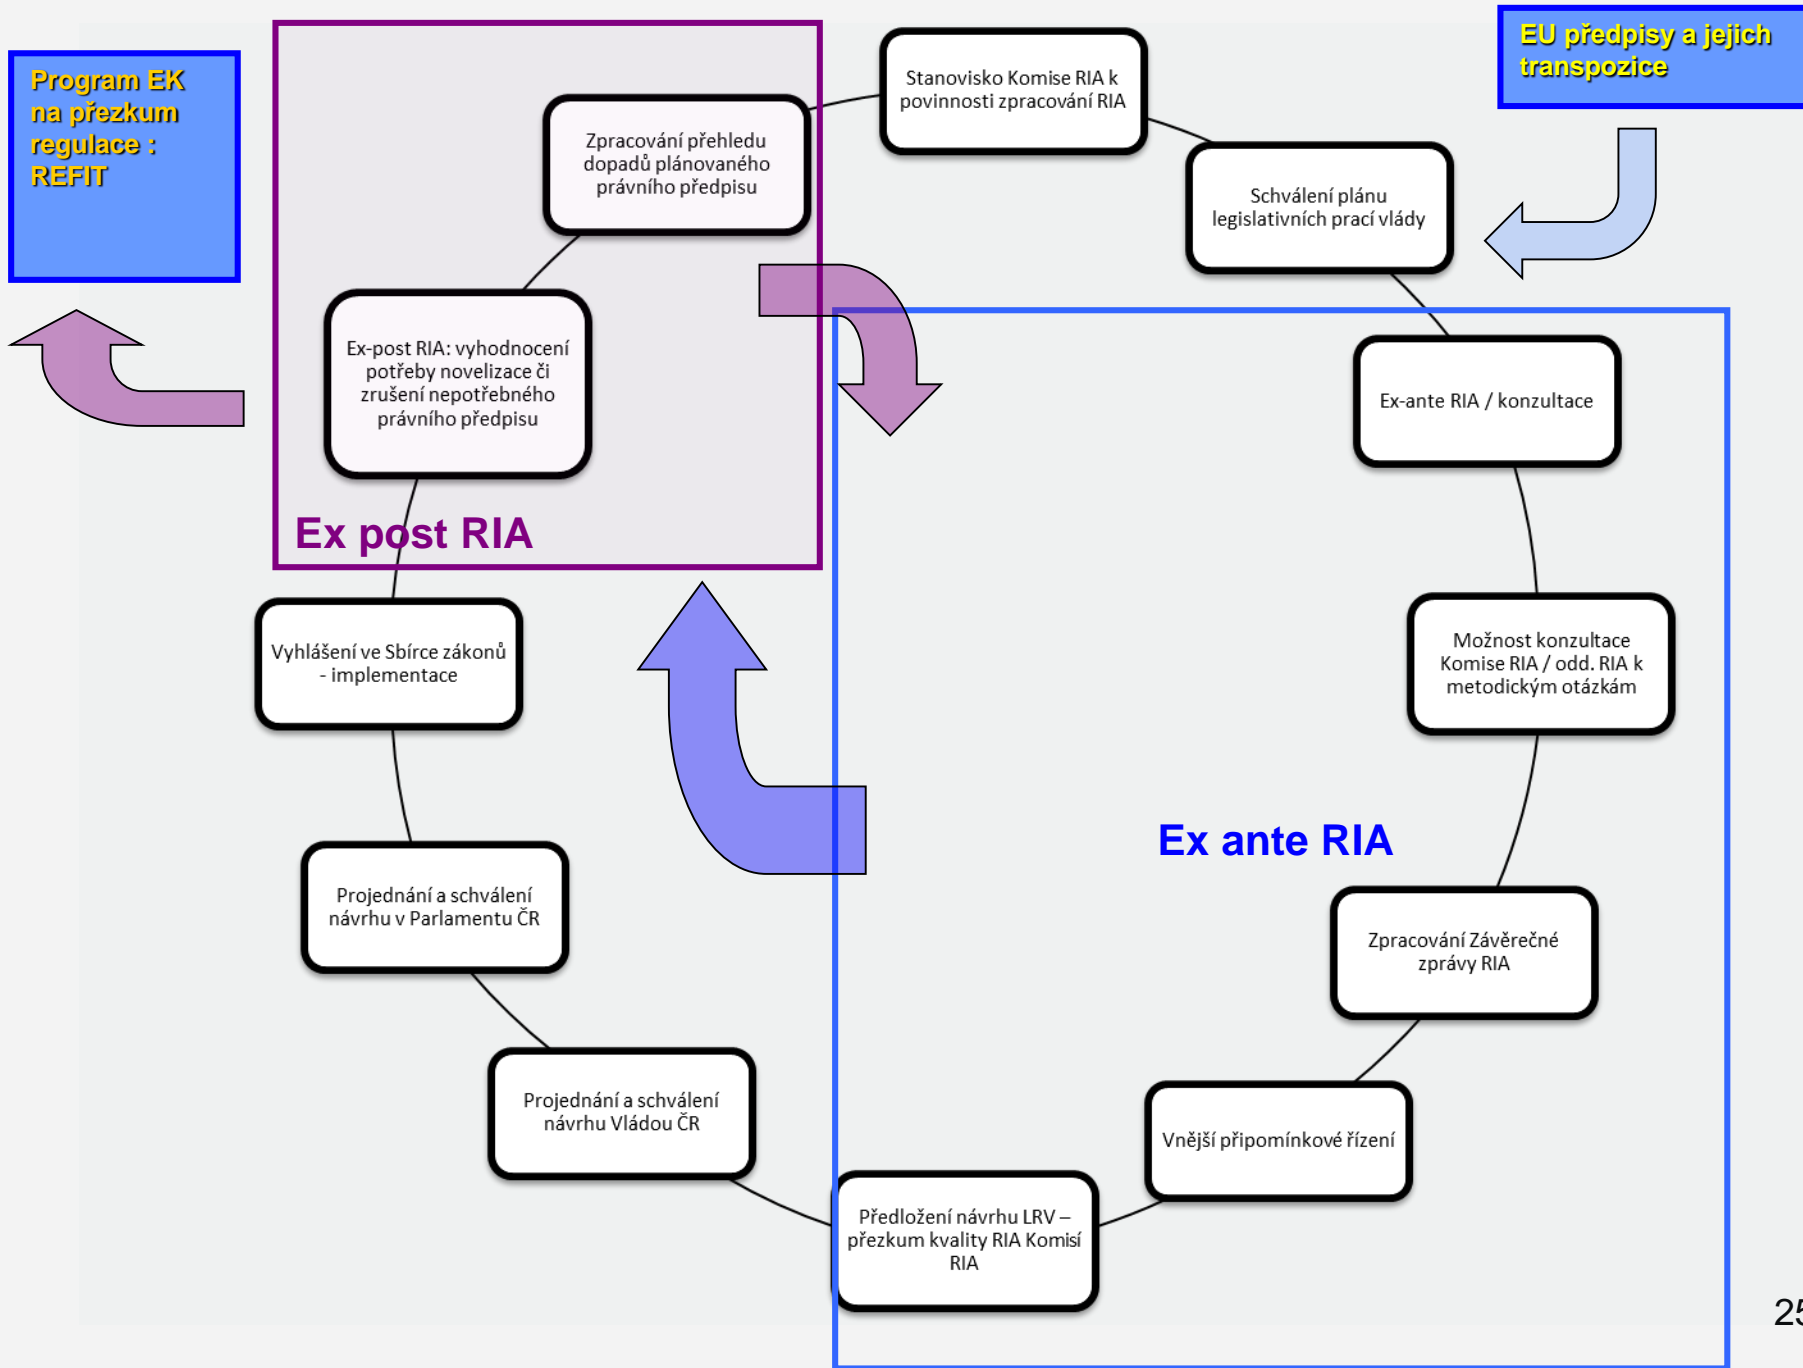 Program EK
na přezkum
regulace :
REFIT
EU předpisy a jejich
transpozice
Stanovisko Komise RIA k
povinnosti zpracování RIA
Schválení plánu
legislativních prací vlády
Ex-ante RIA / konzultace
Možnost konzultace
Komise RIA / odd. RIA k
metodickým otázkám
Ex ante RIA
Zpracování Závěrečné
zprávy RIA
Vnější připomínkové řízení
Předložení návrhu LRV –
přezkum kvality RIA Komisí
RIA
Projednání a schválení
návrhu Vládou ČR
Projednání a schválení
návrhu v Parlamentu ČR
Vyhlášení ve Sbírce zákonů
- implementace
Ex post RIA
Ex-post RIA: vyhodnocení
potřeby novelizace či
zrušení nepotřebného
právního předpisu
Zpracování přehledu
dopadů plánovaného
právního předpisu
25